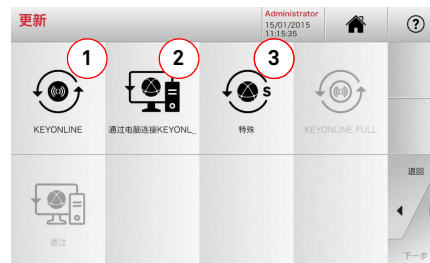 更新
Administrator
15/01/2015
11:15:35
?
1
2
3
S
KEYONLINE
通过电脑连接KEYONL_
特殊
KEYONLINE FULL
通过
退回
下一步